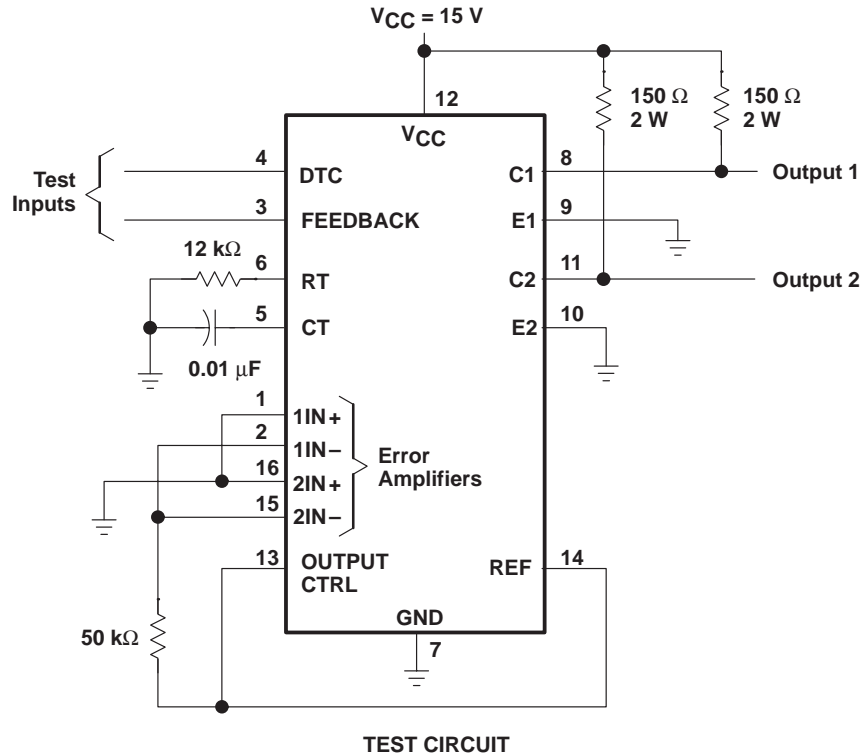 VCC = 15 V
12
VCC
150 Ω
2 W
150 Ω
2 W
Test
Inputs
4
DTC
3
FEEDBACK
12 kΩ
6
RT
5
CT
0.01 μF
1
1IN+
2
1IN−
16
2IN+
15
2IN−
Error
Amplifiers
13
OUTPUT
CTRL
C1
8
Output 1
E1
9
C2
11
Output 2
E2
10
REF
14
GND
7
50 kΩ
TEST CIRCUIT